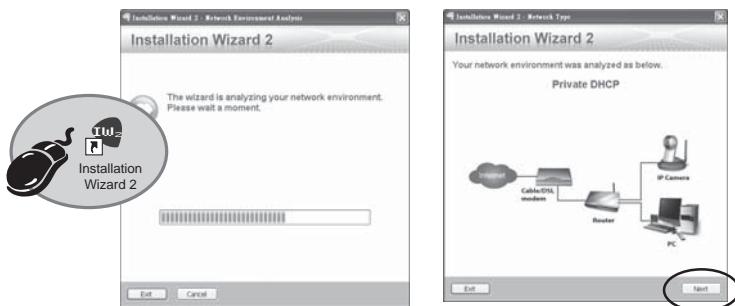 IW2
Installation
Wizard 2
Installation Wizard 2 - Network Environment Analysis
Installation Wizard 2
The wizard is analyzing your network environment.
Please wait a moment.
Exit
Cancel
Installation Wizard 2 - Network Type
Installation Wizard 2
Your network environment was analyzed as below.
Private DHCP
Internet
Cable/DSL
modem
Router
IP Camera
PC
Exit
Next